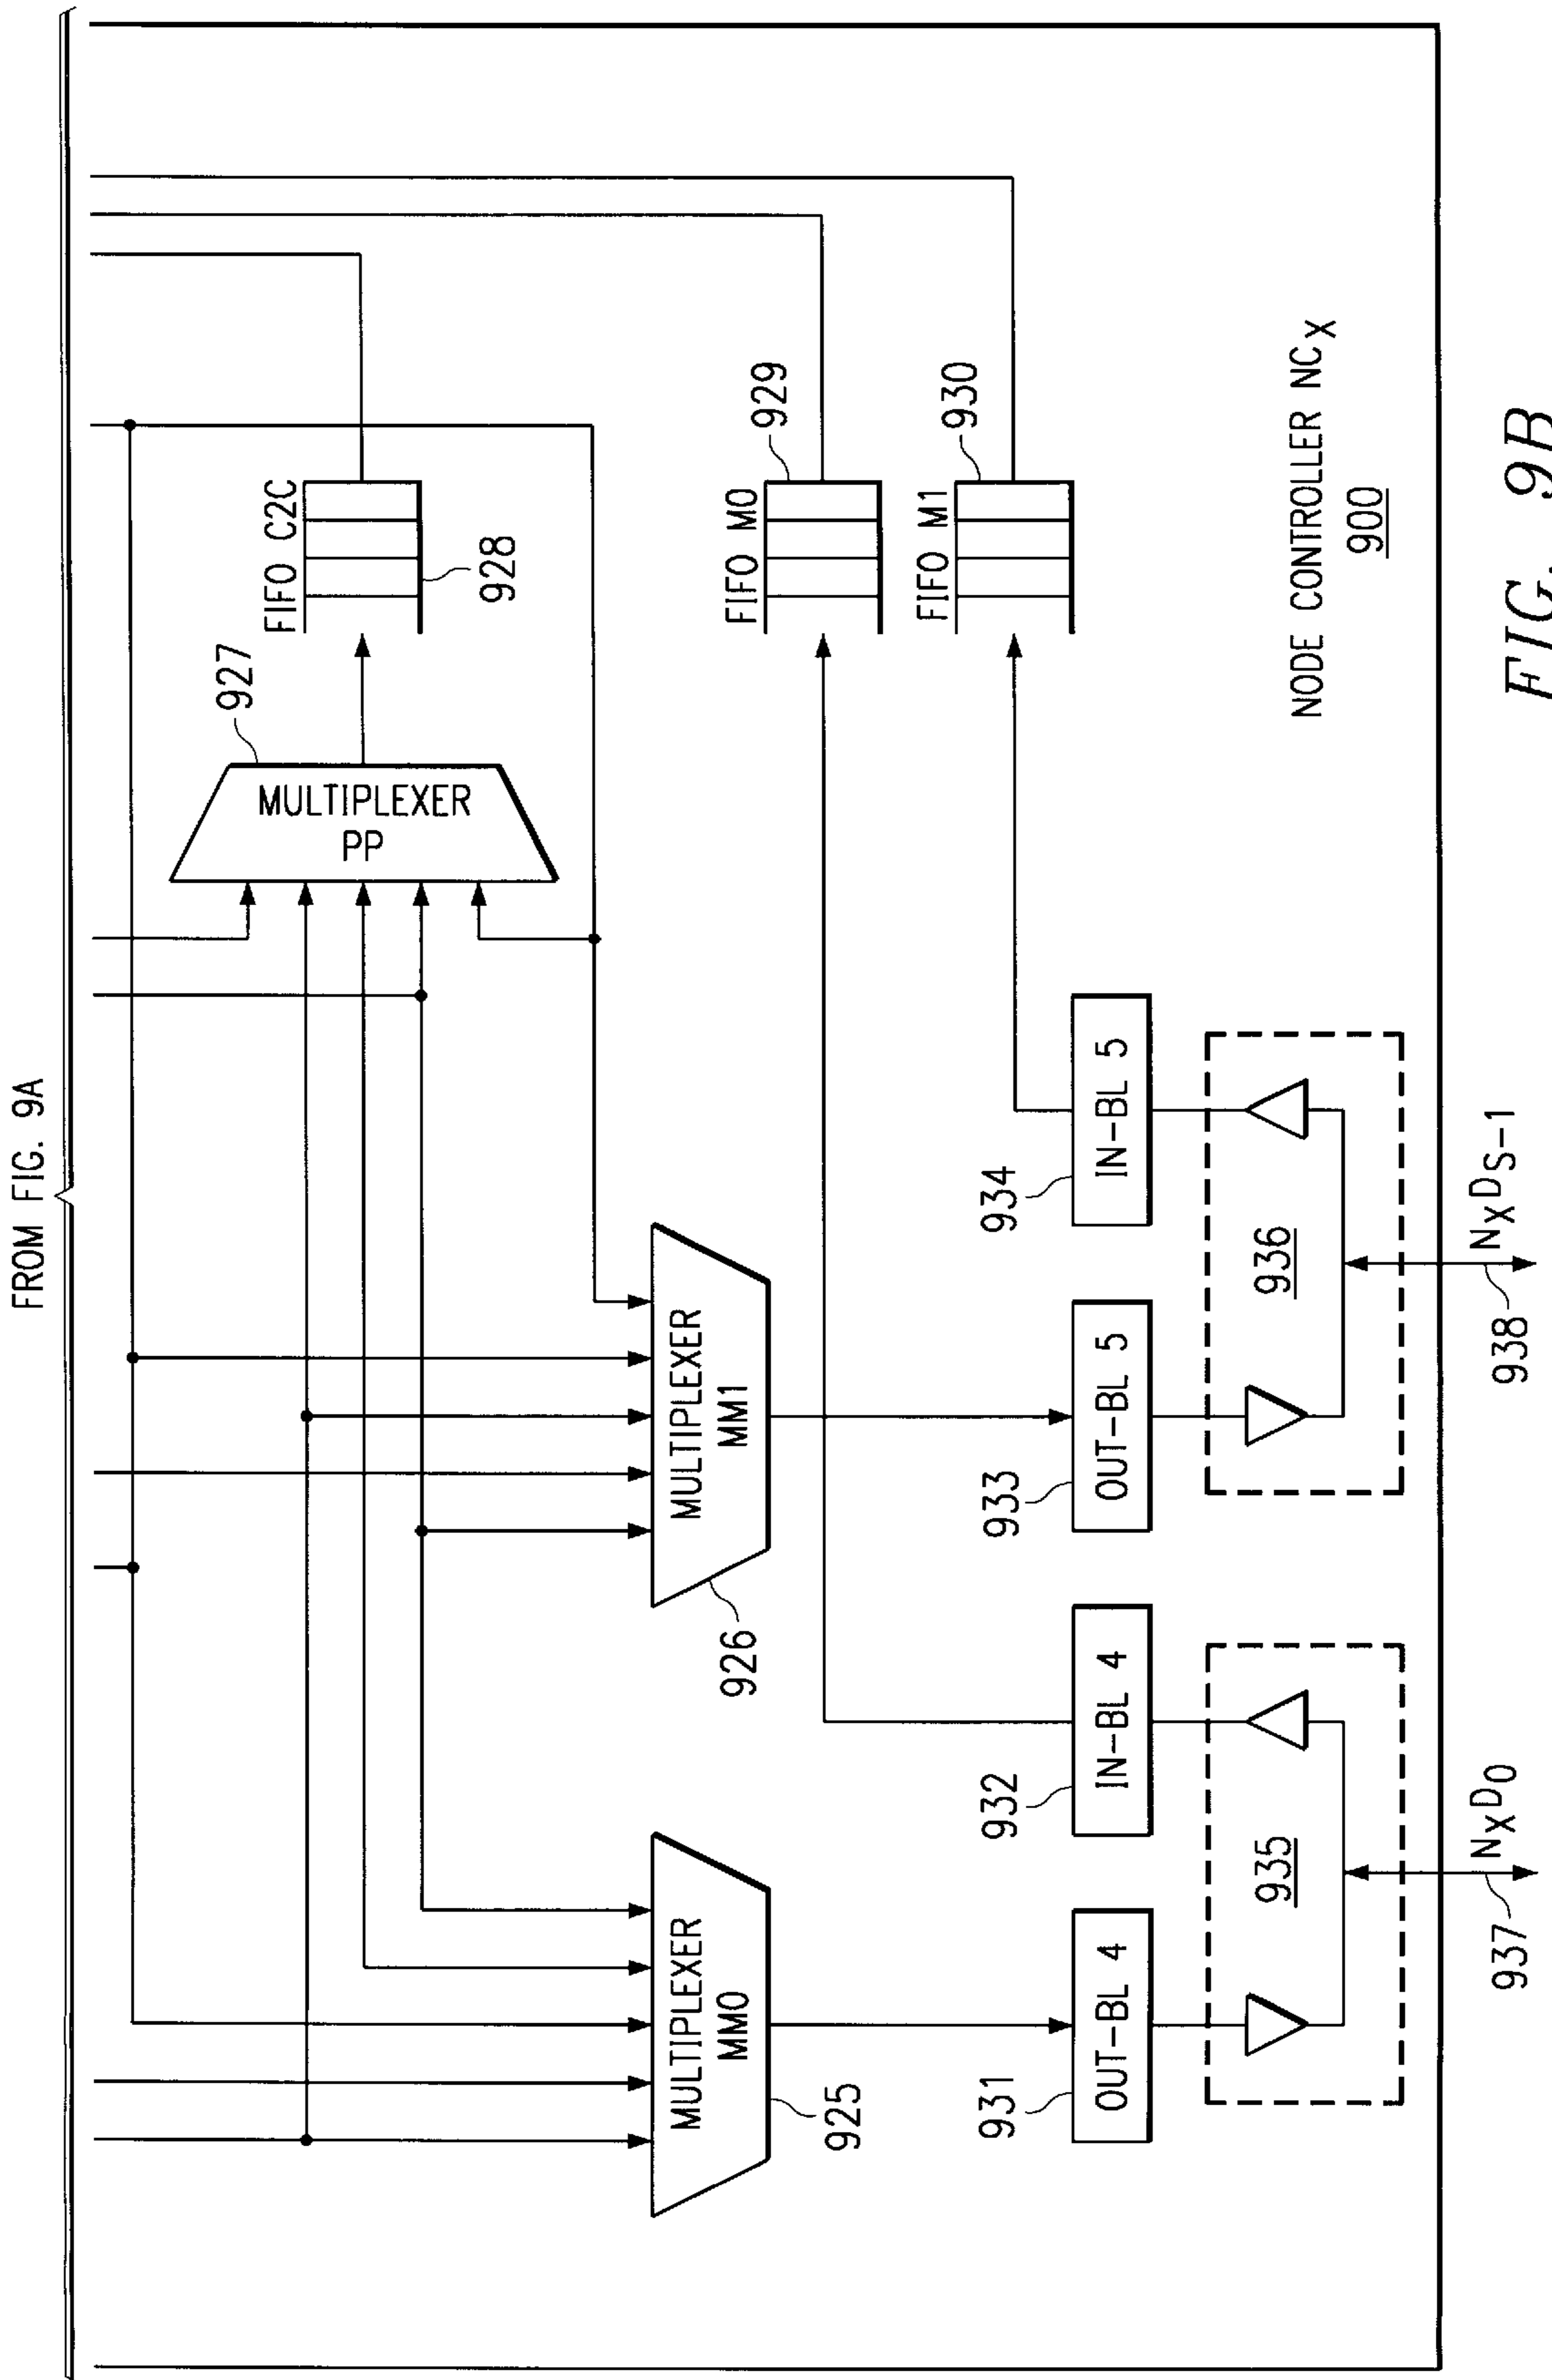 FROM FIG. 9A
927
MULTIPLEXER
PP
FIFO C2C
928
FIFO M0
929
FIFO M1
930
MULTIPLEXER
MM0
925
MULTIPLEXER
MM1
926
931
OUT-BL 4
932
IN-BL 4
933
OUT-BL 5
934
IN-BL 5
935
936
937
NXD0
938
NXDS-1
NODE CONTROLLER NCX
900
FIG. 9B